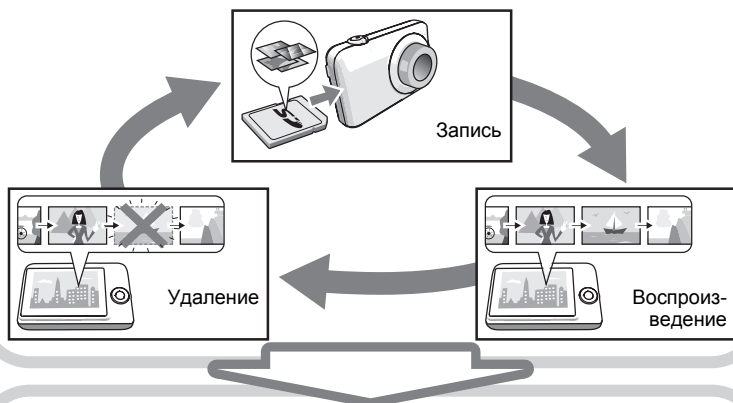 Запись
Удаление
Воспроиз-
ведение